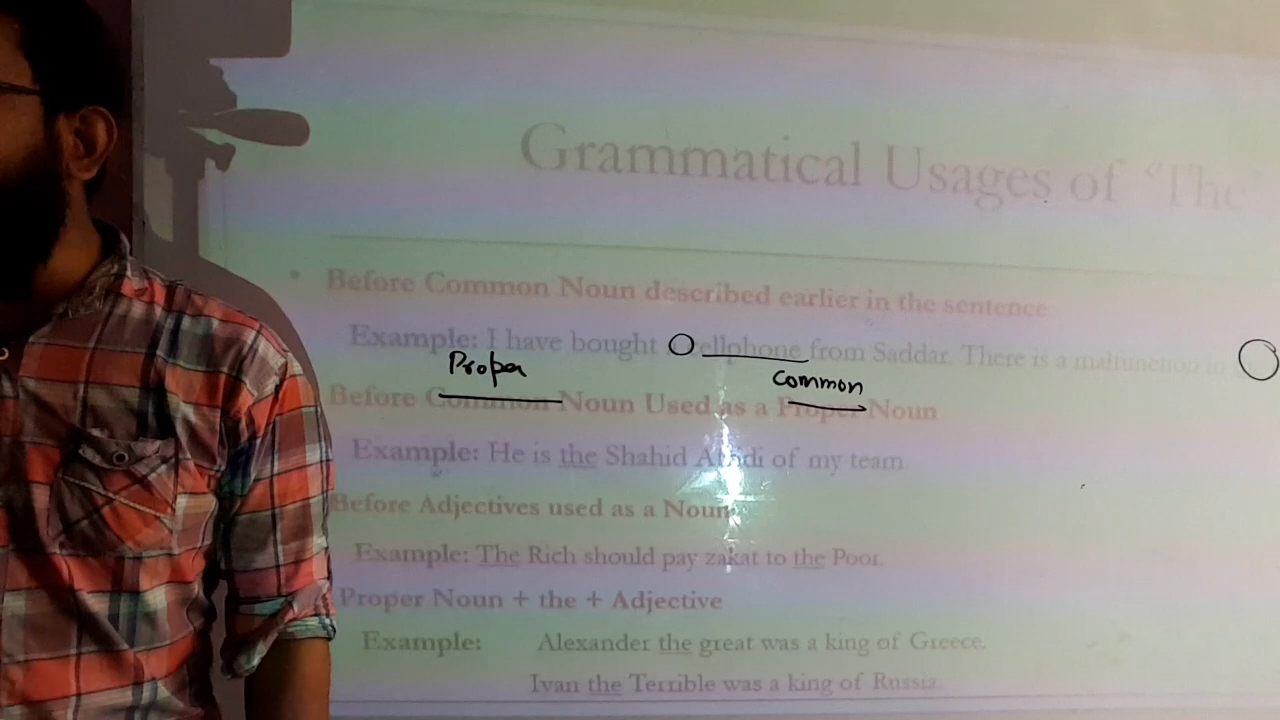 Grammatical Usages of "The
• Before Common Noun described earlier in the sentence
Example: I have bought cellphone from Saddar. There is a malfunction in
Proper
Common
Before Common Noun Used as a Proper Noun
Example: He is the Shahid Afridi of my team.
Before Adjectives used as a Noun
Example: The Rich should pay zakat to the Poor.
Proper Noun + the + Adjective
Example: Alexander the great was a king of Greece.
Ivan the Terrible was a king of Russia.